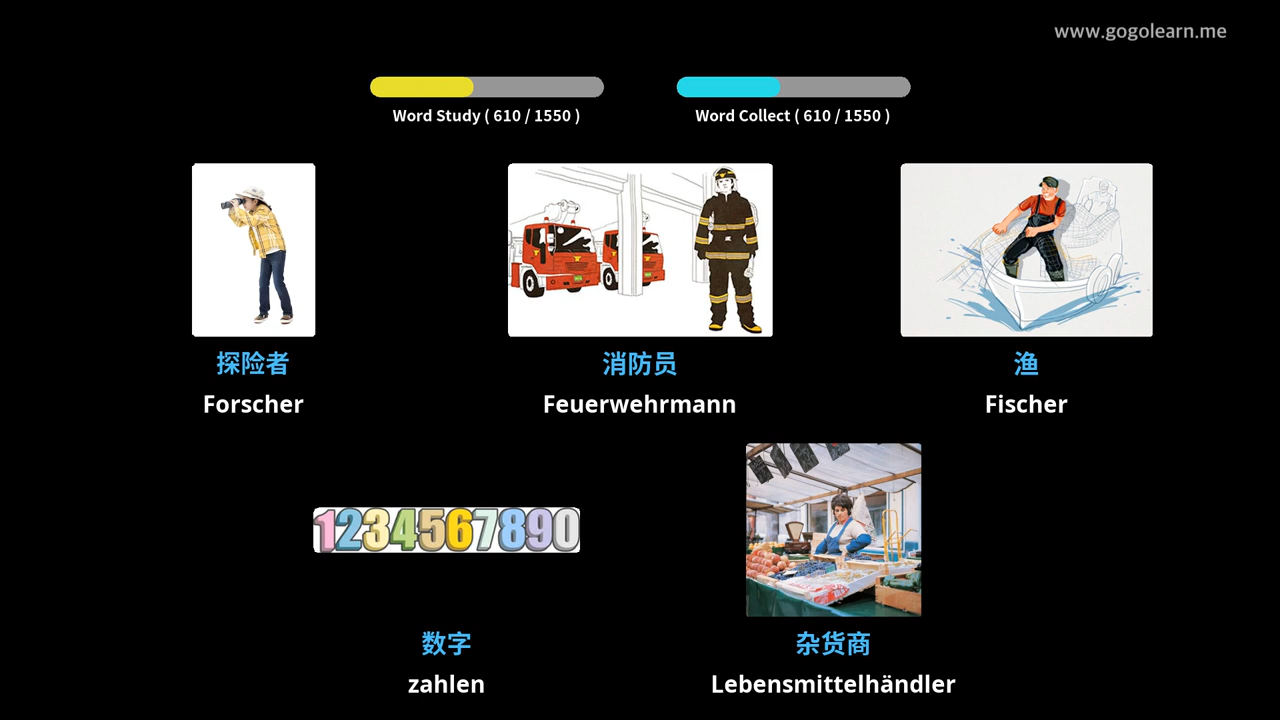 www.gogolearn.me
Word Study ( 610 / 1550 )
Word Collect ( 610 / 1550 )
探险者
消防员
渔
Forscher
Feuerwehrmann
Fischer
1234567890
数字
杂货商
zahlen
Lebensmittelhändler